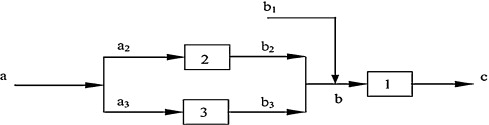 b₁
a₂ 2 b₂
a b 1 c
a₃ 3 b₃